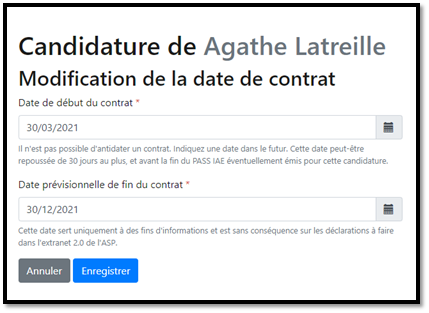 Candidature de Agathe Latreille
Modification de la date de contrat
Date de début du contrat *
30/03/2021
Il n'est pas possible d'antidater un contrat. Indiquez une date dans le futur. Cette date peut-être
repoussée de 30 jours au plus, et avant la fin du PASS IAE éventuellement émis pour cette candidature.
Date prévisionnelle de fin du contrat *
30/12/2021
Cette date sert uniquement à des fins d'informations et est sans conséquence sur les déclarations à faire
dans l'extranet 2.0 de l'ASP.
Annuler Enregistrer